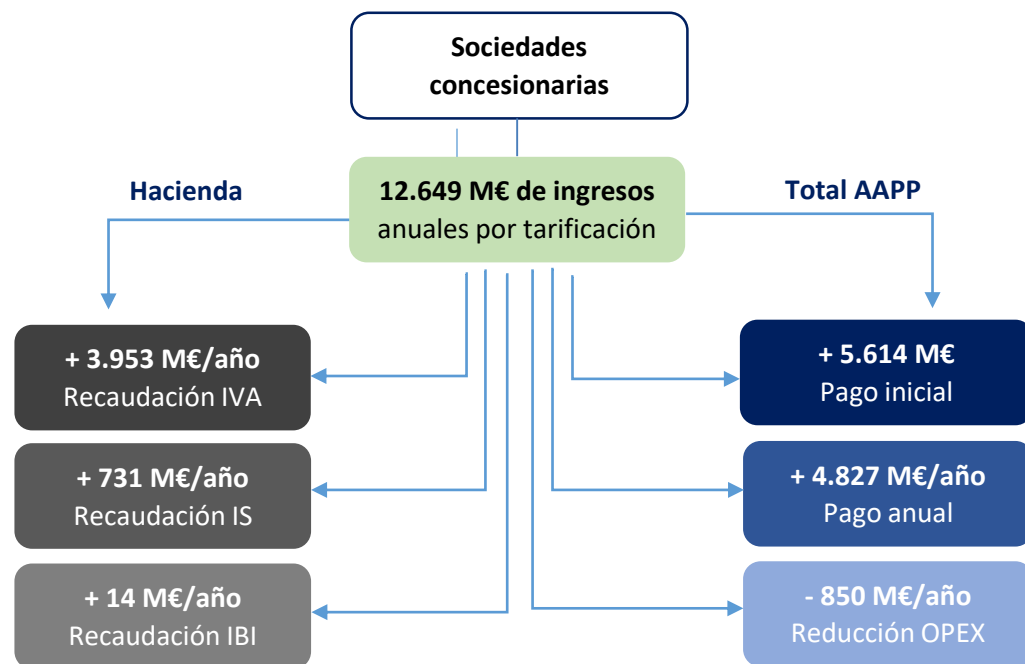 Sociedades
concesionarias
12.649 M€ de ingresos
anuales por tarificación
Hacienda
Total AAPP
+ 3.953 M€/año
Recaudación IVA
+ 731 M€/año
Recaudación IS
+ 14 M€/año
Recaudación IBI
+ 5.614 M€
Pago inicial
+ 4.827 M€/año
Pago anual
- 850 M€/año
Reducción OPEX